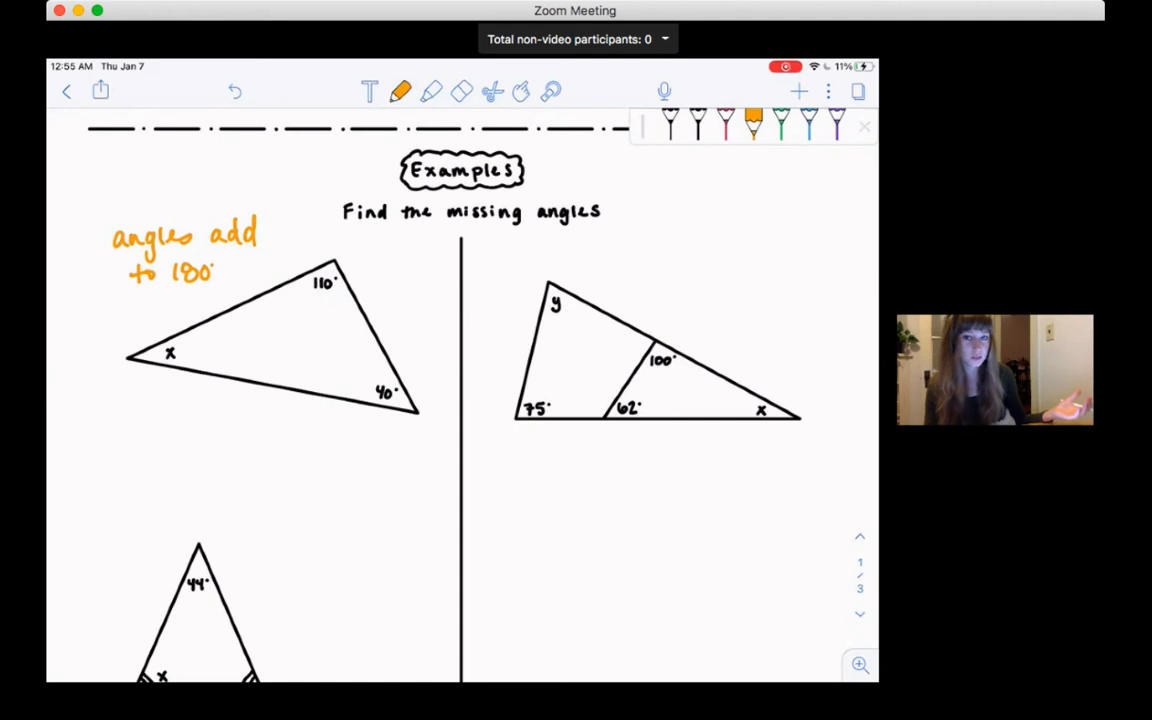 Zoom Meeting
Total non-video participants: 0
12:55 AM Thu Jan 7
11%
T
Examples
Find the missing angles
angles add
to 180°
110°
x
40°
y
100°
75°
62°
x
44°
x
1
/
3